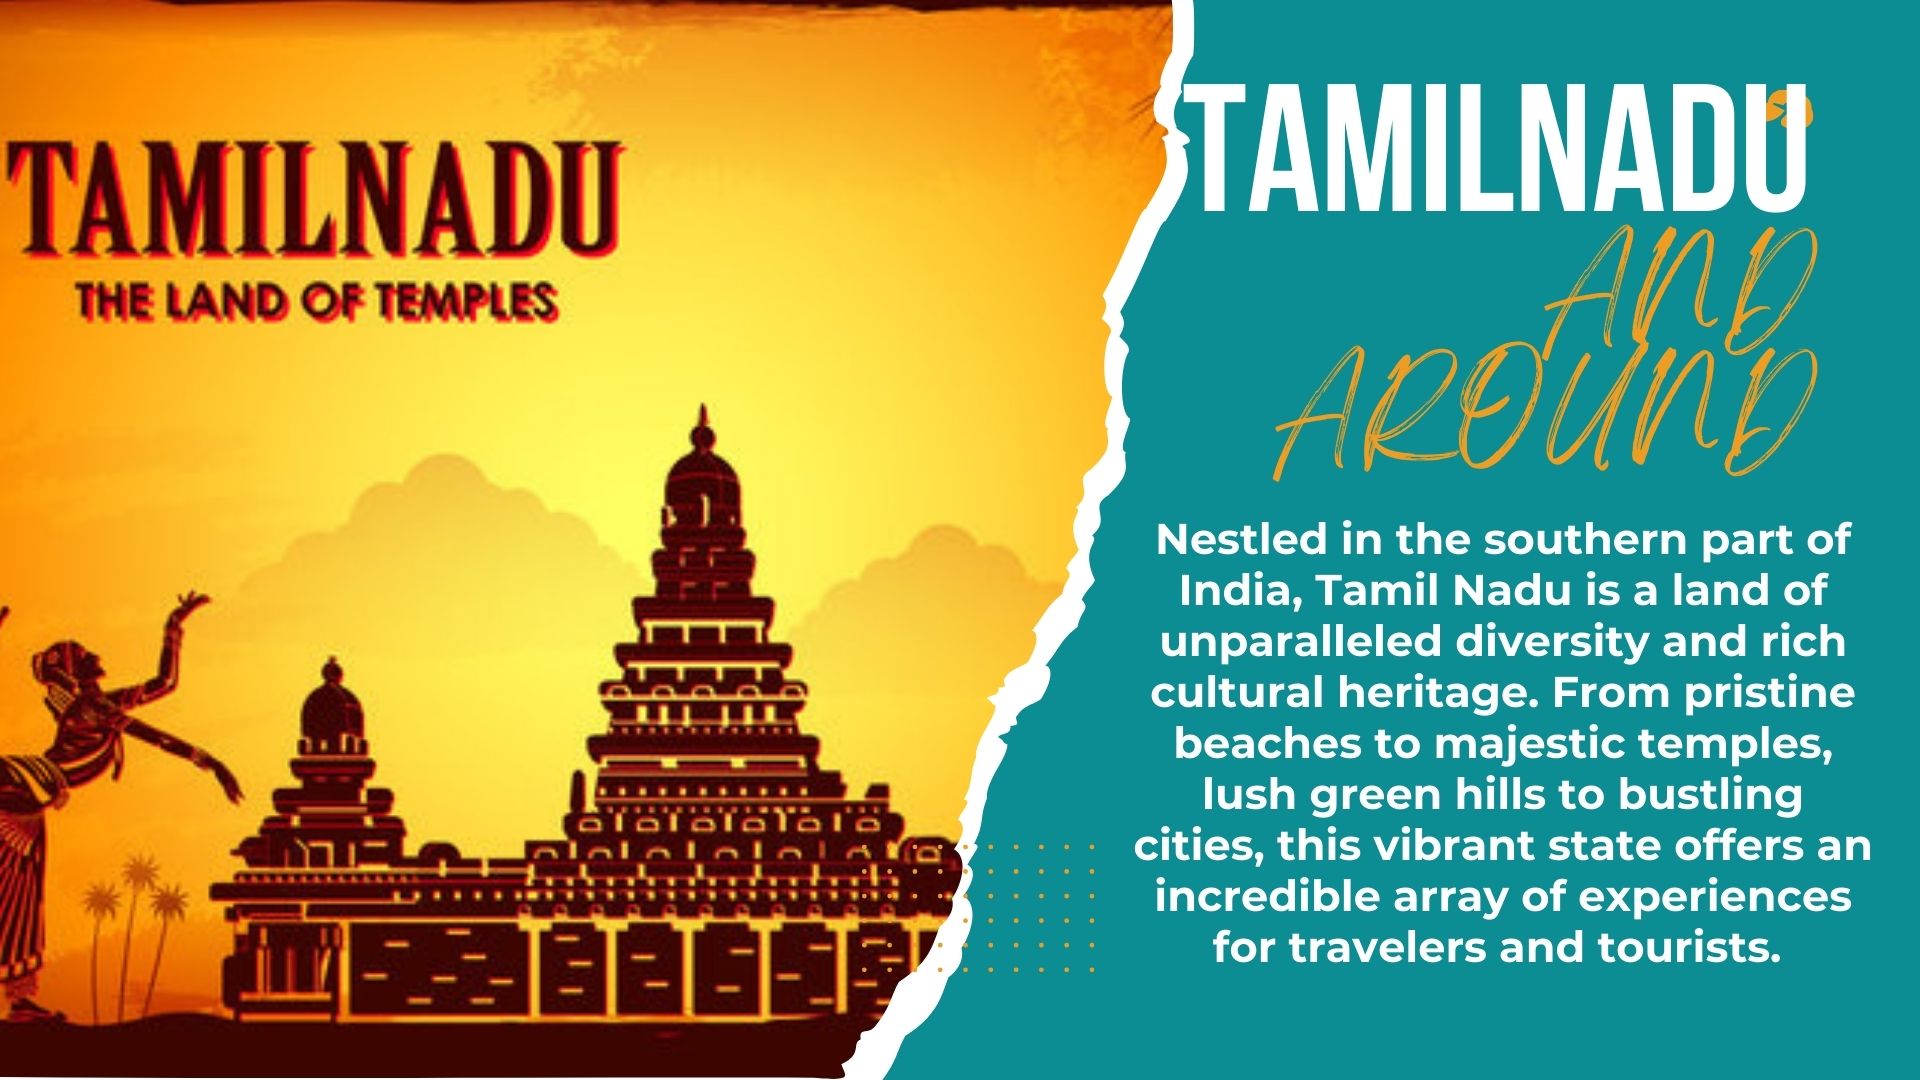 TAMILNADU
THE LAND OF TEMPLES
TAMILNADU
AND
AROUND
Nestled in the southern part of
India, Tamil Nadu is a land of
unparalleled diversity and rich
cultural heritage. From pristine
beaches to majestic temples,
lush green hills to bustling
cities, this vibrant state offers an
incredible array of experiences
for travelers and tourists.